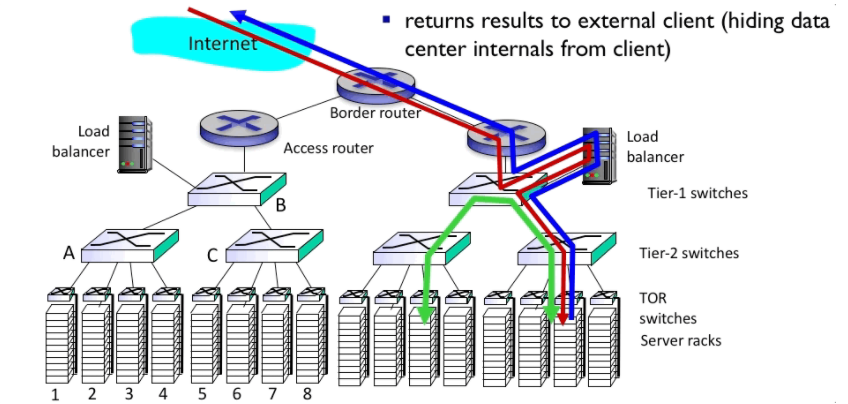 ▪ returns results to external client (hiding data
center internals from client)
Internet
Border router
Load
balancer
Access router
Load
balancer
Tier-1 switches
B
A
C
Tier-2 switches
TOR
switches
Server racks
1 2 3 4 5 6 7 8